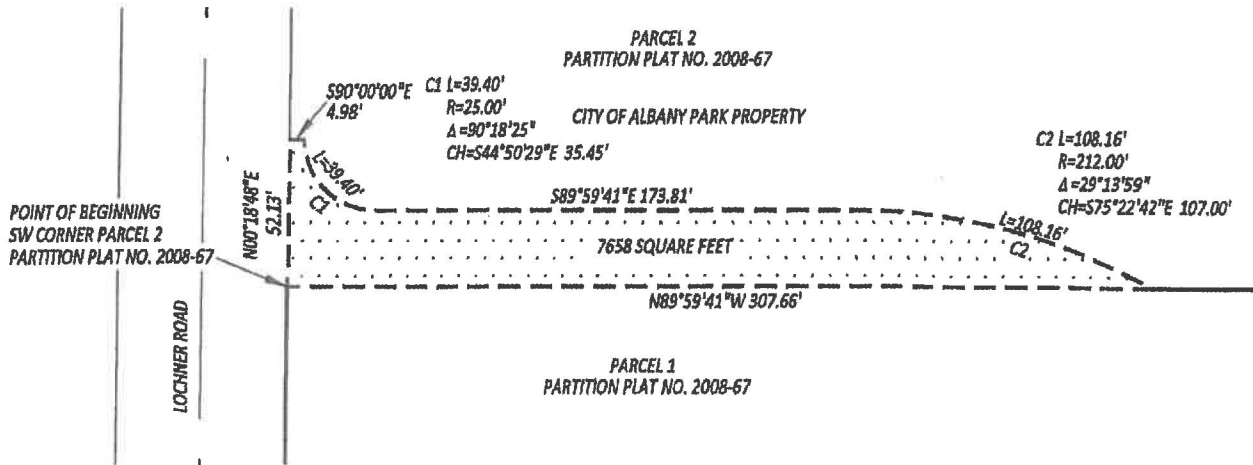 PARCEL 2
PARTITION PLAT NO. 2008-67
S90°00'00"E
4.98'
C1 L=39.40'
R=25.00'
Δ=90°18'25"
CH=S44°50'29"E 35.45'
CITY OF ALBANY PARK PROPERTY
C2 L=108.16'
R=212.00'
Δ=29°13'59"
CH=S75°22'42"E 107.00'
L=39.40'
C1
S89°59'41"E 173.81'
L=108.16'
C2
N00°18'48"E
52.13'
POINT OF BEGINNING
SW CORNER PARCEL 2
PARTITION PLAT NO. 2008-67
7658 SQUARE FEET
N89°59'41"W 307.66'
LOCHNER ROAD
PARCEL 1
PARTITION PLAT NO. 2008-67